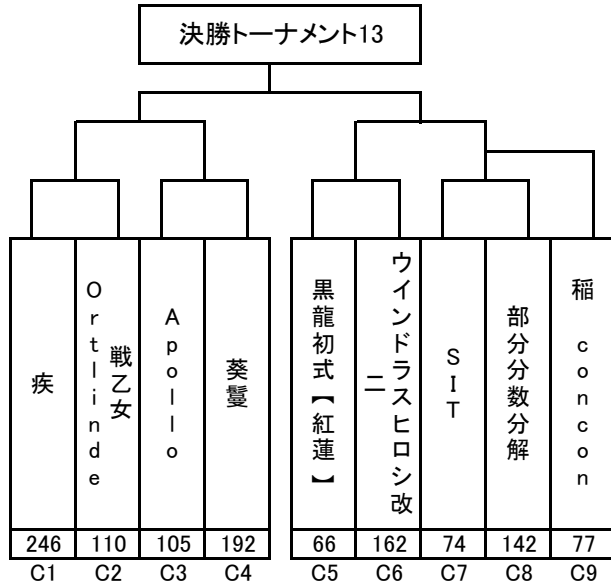 決勝トーナメント13
疾
戦乙女
Ortlinde
Apollo
葵鬘
黒龍初式【紅蓮】
ウインドラスヒロシ改
二
SIT
部分分数分解
稲 concon
246 110 105 192 66 162 74 142 77
C1 C2 C3 C4 C5 C6 C7 C8 C9